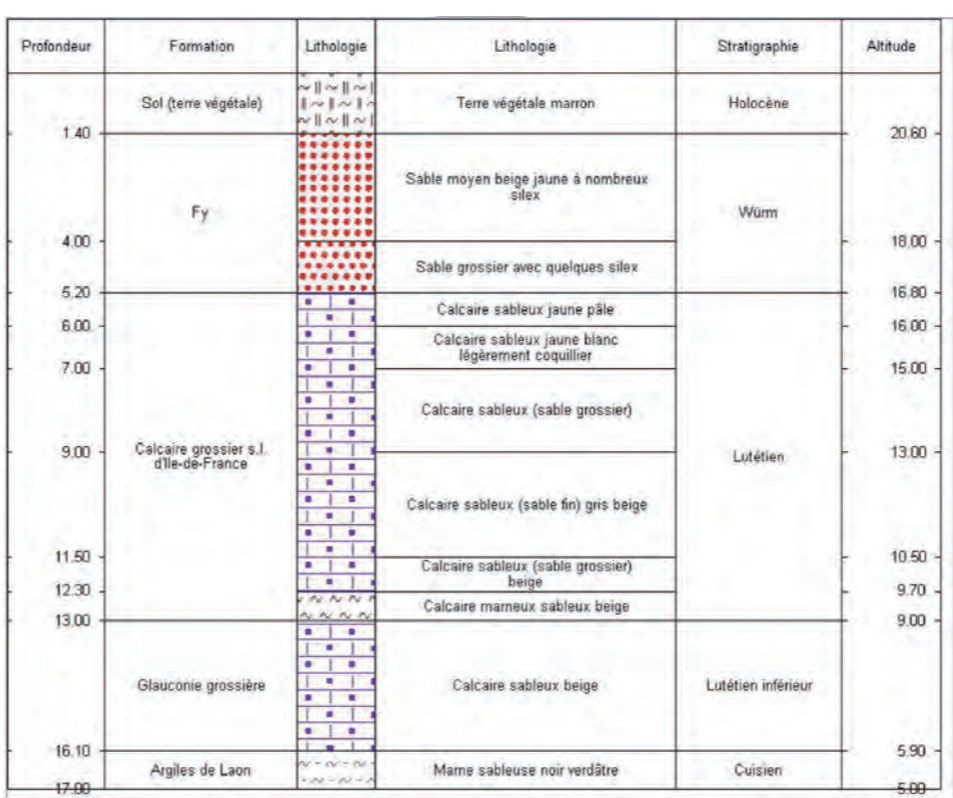 Profondeur Formation Lithologie Lithologie Stratigraphie Altitude
Sol (terre végétale) Terre végétale marron Holocène
1.40 20.60
Sable moyen beige jaune à nombreux
silex
Fy Würm
4.00 18.00
Sable grossier avec quelques silex
5.20 16.80
Calcaire sableux jaune pâle
6.00 16.00
Calcaire sableux jaune blanc
légèrement coquillier
7.00 15.00
Calcaire sableux (sable grossier)
9.00 13.00
Calcaire grossier s.l.
d'Ile-de-France
Lutétien
Calcaire sableux (sable fin) gris beige
11.50 10.50
Calcaire sableux (sable grossier)
beige
12.30 9.70
Calcaire marneux sableux beige
13.00 9.00
Glauconie grossière Calcaire sableux beige Lutétien inférieur
16.10 5.90
Argiles de Laon Marne sableuse noir verdâtre Cuisien
17.00 5.00